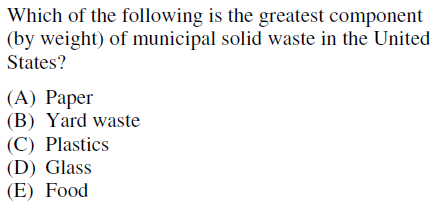 Which of the following is the greatest component
(by weight) of municipal solid waste in the United
States?
(A) Paper
(B) Yard waste
(C) Plastics
(D) Glass
(E) Food